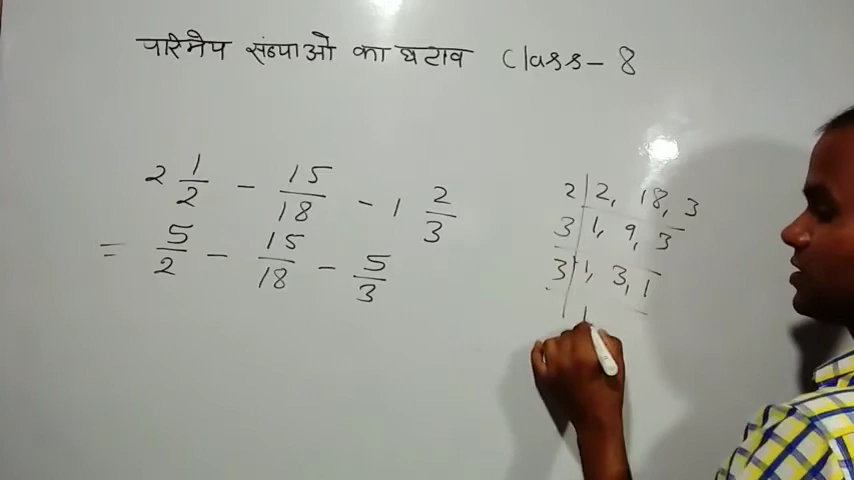 परिमेय संख्याओ का घटाव Class - 8
2 1/2 - 15/18 - 1 2/3
= 5/2 - 15/18 - 5/3
2 | 2, 18, 3
3 | 1, 9, 3
3 | 1, 3, 1
1